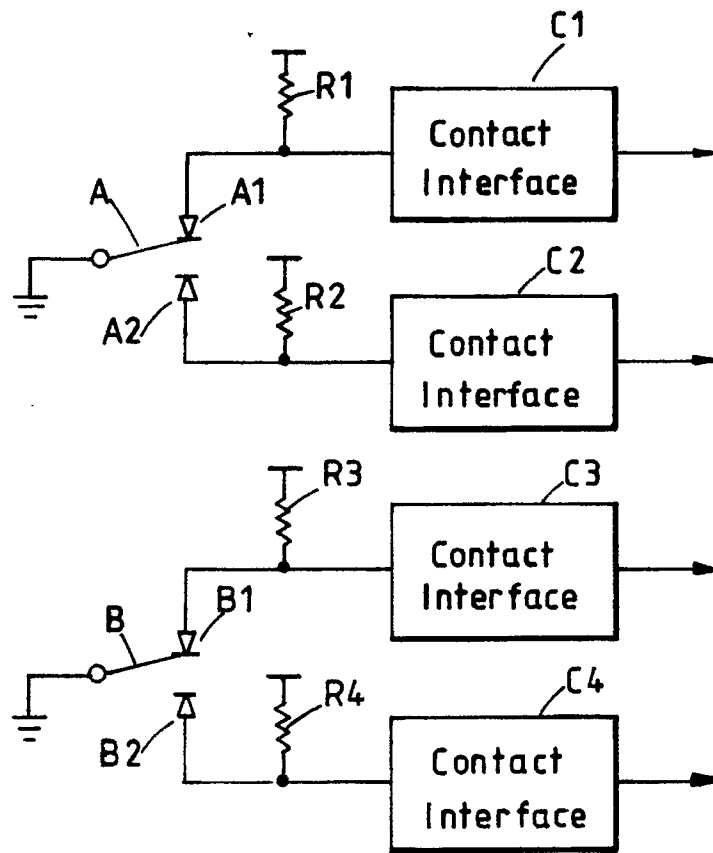 C1
R1
Contact
Interface
A
A1
C2
R2
A2
Contact
Interface
R3
C3
Contact
Interface
B
B1
C4
R4
B2
Contact
Interface